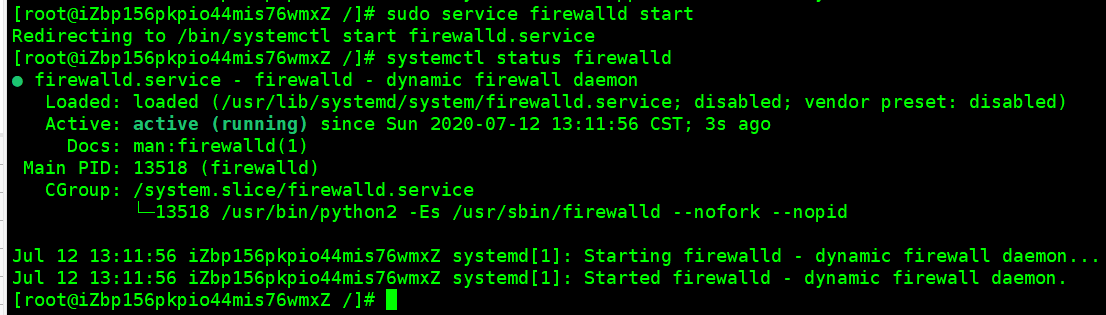 [root@iZbp156pkpio44mis76wmxZ /]# sudo service firewalld start
Redirecting to /bin/systemctl start firewalld.service
[root@iZbp156pkpio44mis76wmxZ /]# systemctl status firewalld
● firewalld.service - firewalld - dynamic firewall daemon
   Loaded: loaded (/usr/lib/systemd/system/firewalld.service; disabled; vendor preset: disabled)
   Active: active (running) since Sun 2020-07-12 13:11:56 CST; 3s ago
     Docs: man:firewalld(1)
 Main PID: 13518 (firewalld)
   CGroup: /system.slice/firewalld.service
           └─13518 /usr/bin/python2 -Es /usr/sbin/firewalld --nofork --nopid

Jul 12 13:11:56 iZbp156pkpio44mis76wmxZ systemd[1]: Starting firewalld - dynamic firewall daemon...
Jul 12 13:11:56 iZbp156pkpio44mis76wmxZ systemd[1]: Started firewalld - dynamic firewall daemon.
[root@iZbp156pkpio44mis76wmxZ /]#